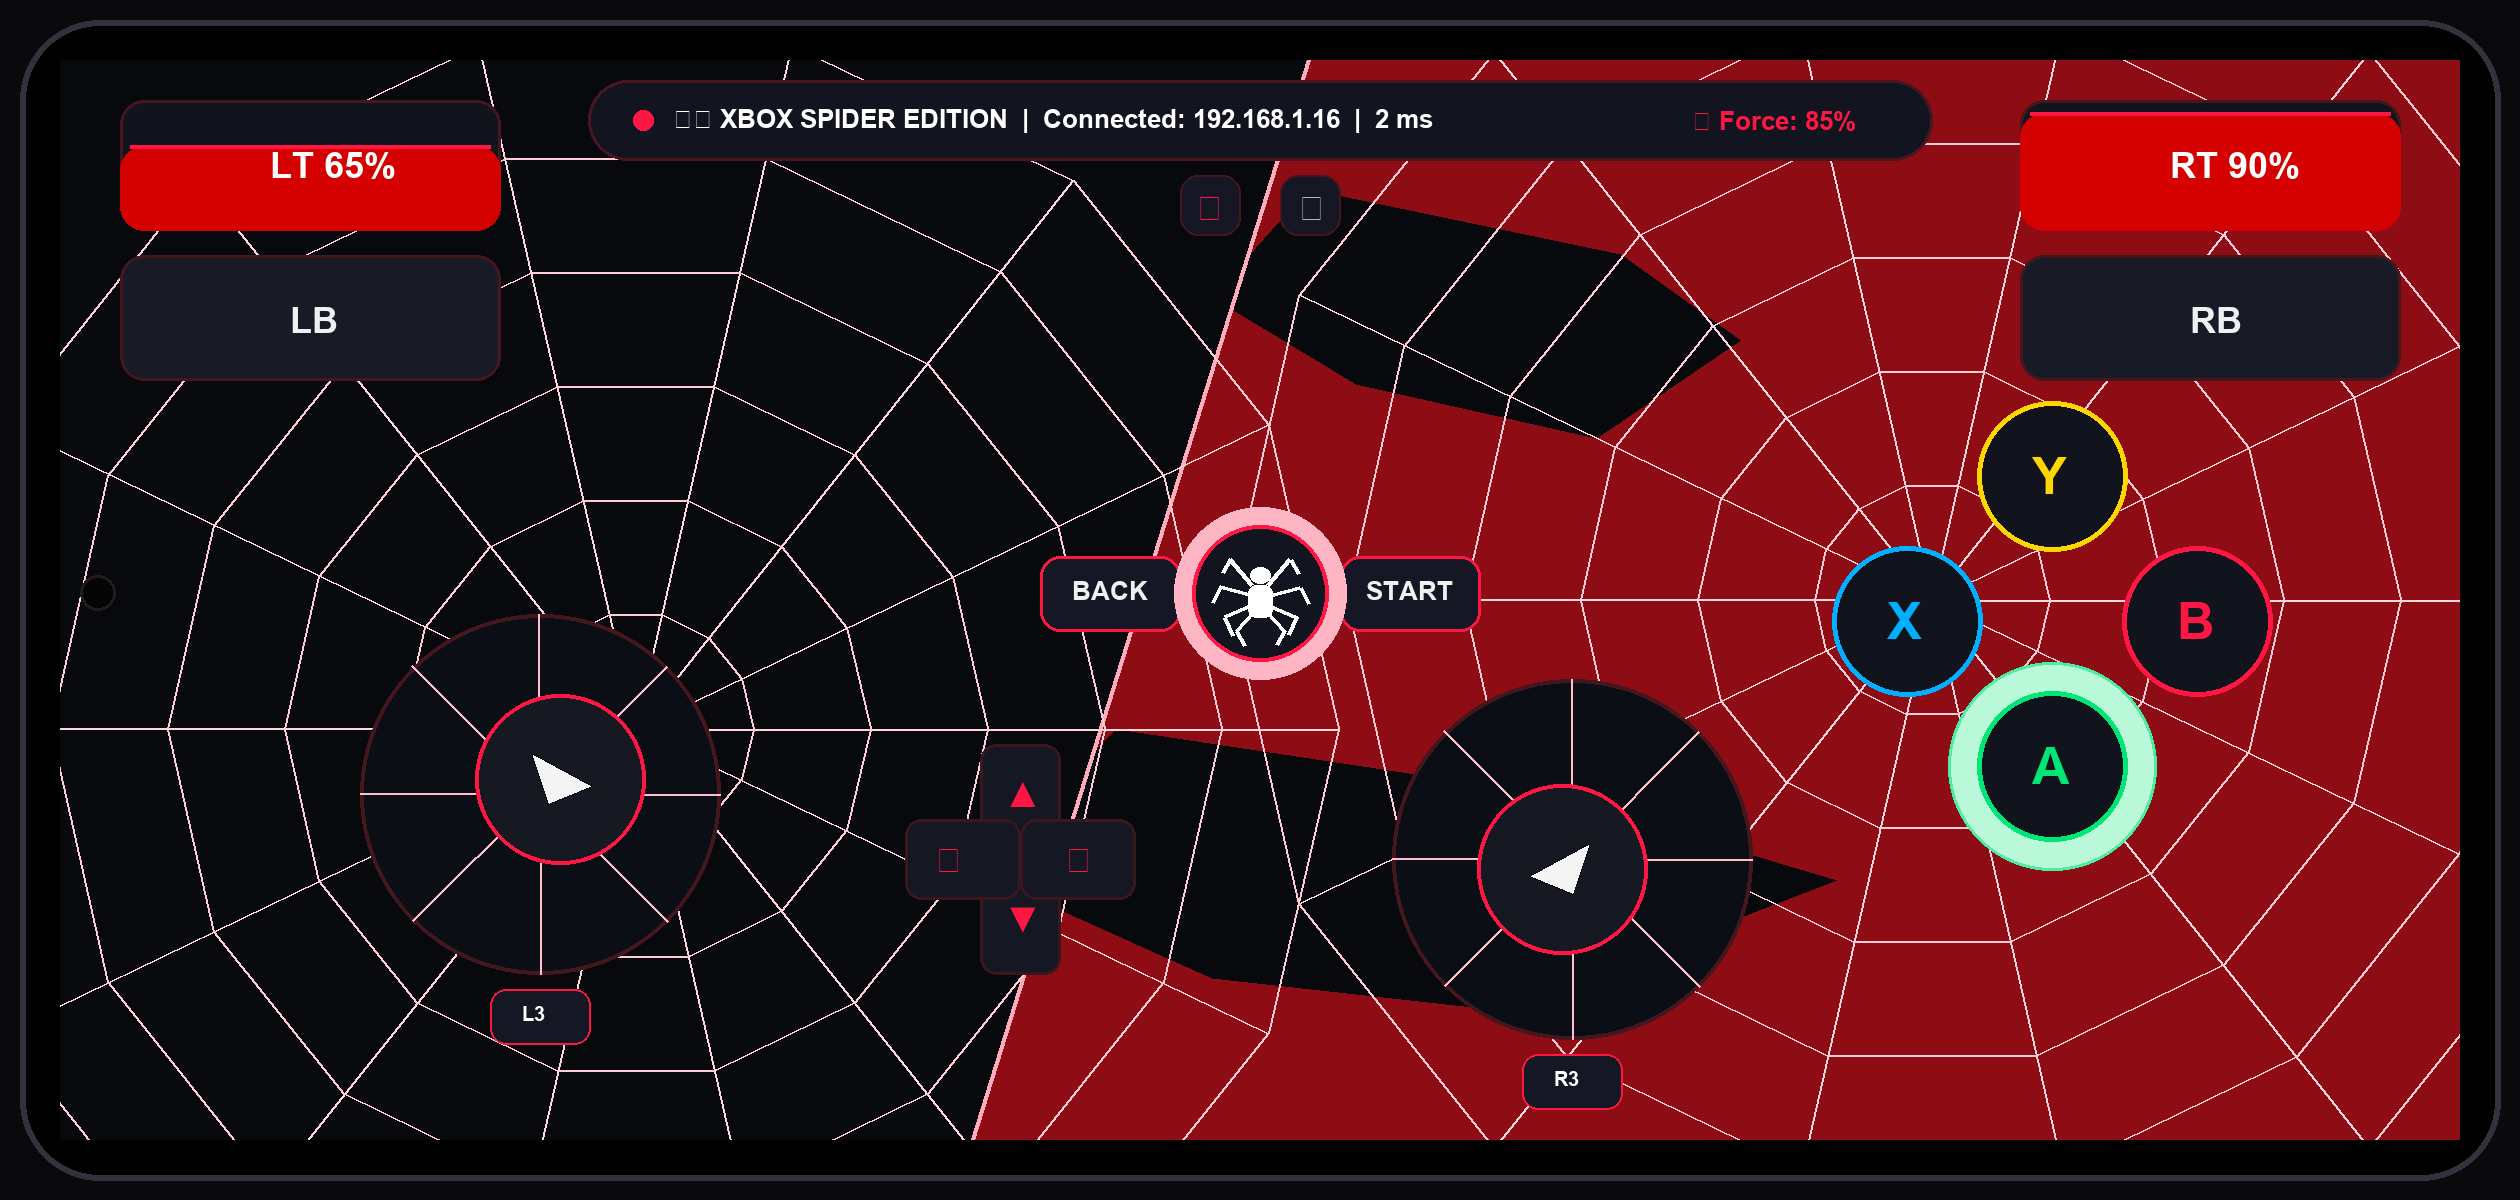 XBOX SPIDER EDITION | Connected: 192.168.1.16 | 2 ms
Force: 85%
LT 65%
RT 90%
LB
RB
Y
X
B
A
BACK
START
▲
▼
L3
R3